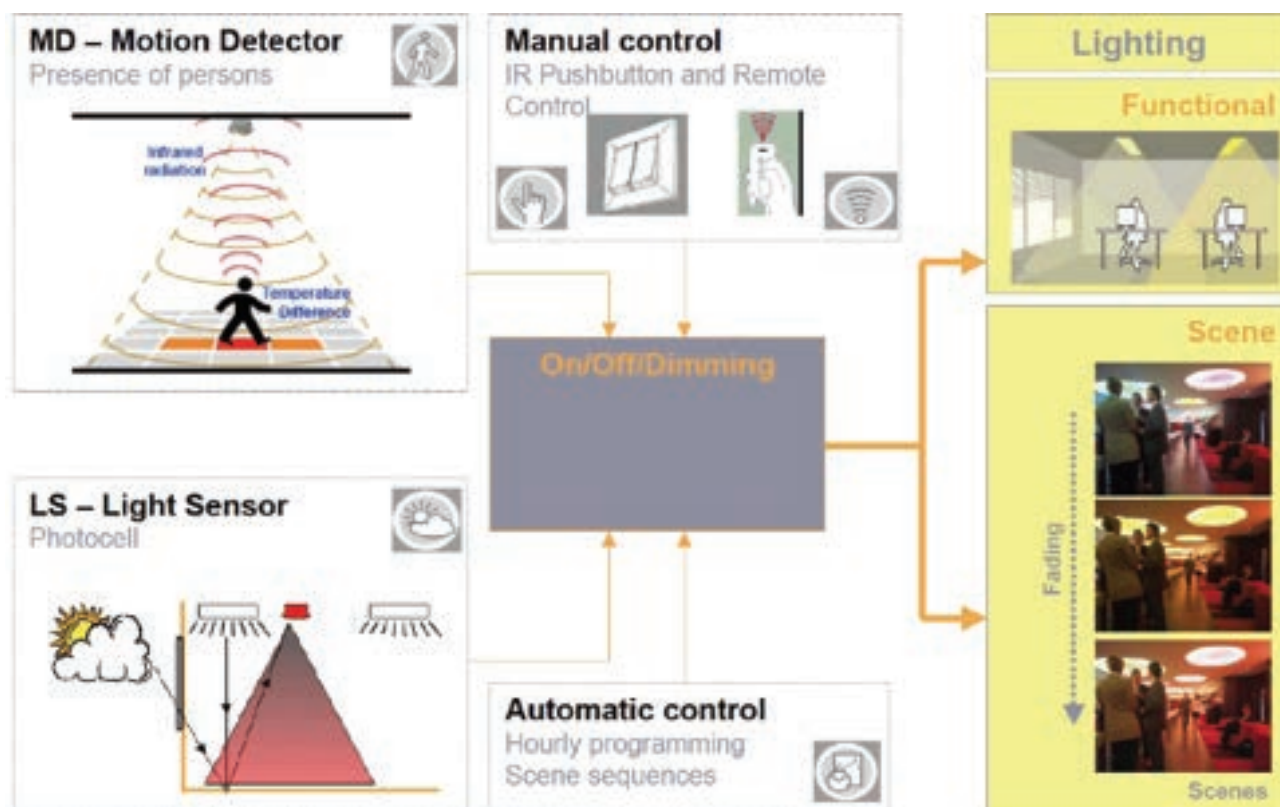 MD – Motion Detector
Presence of persons
Infrared
radiation
Temperature
Difference
Manual control
IR Pushbutton and Remote
Control
On/Off/Dimming
LS – Light Sensor
Photocell
Automatic control
Hourly programming
Scene sequences
Lighting
Functional
Scene
Fading
Scenes